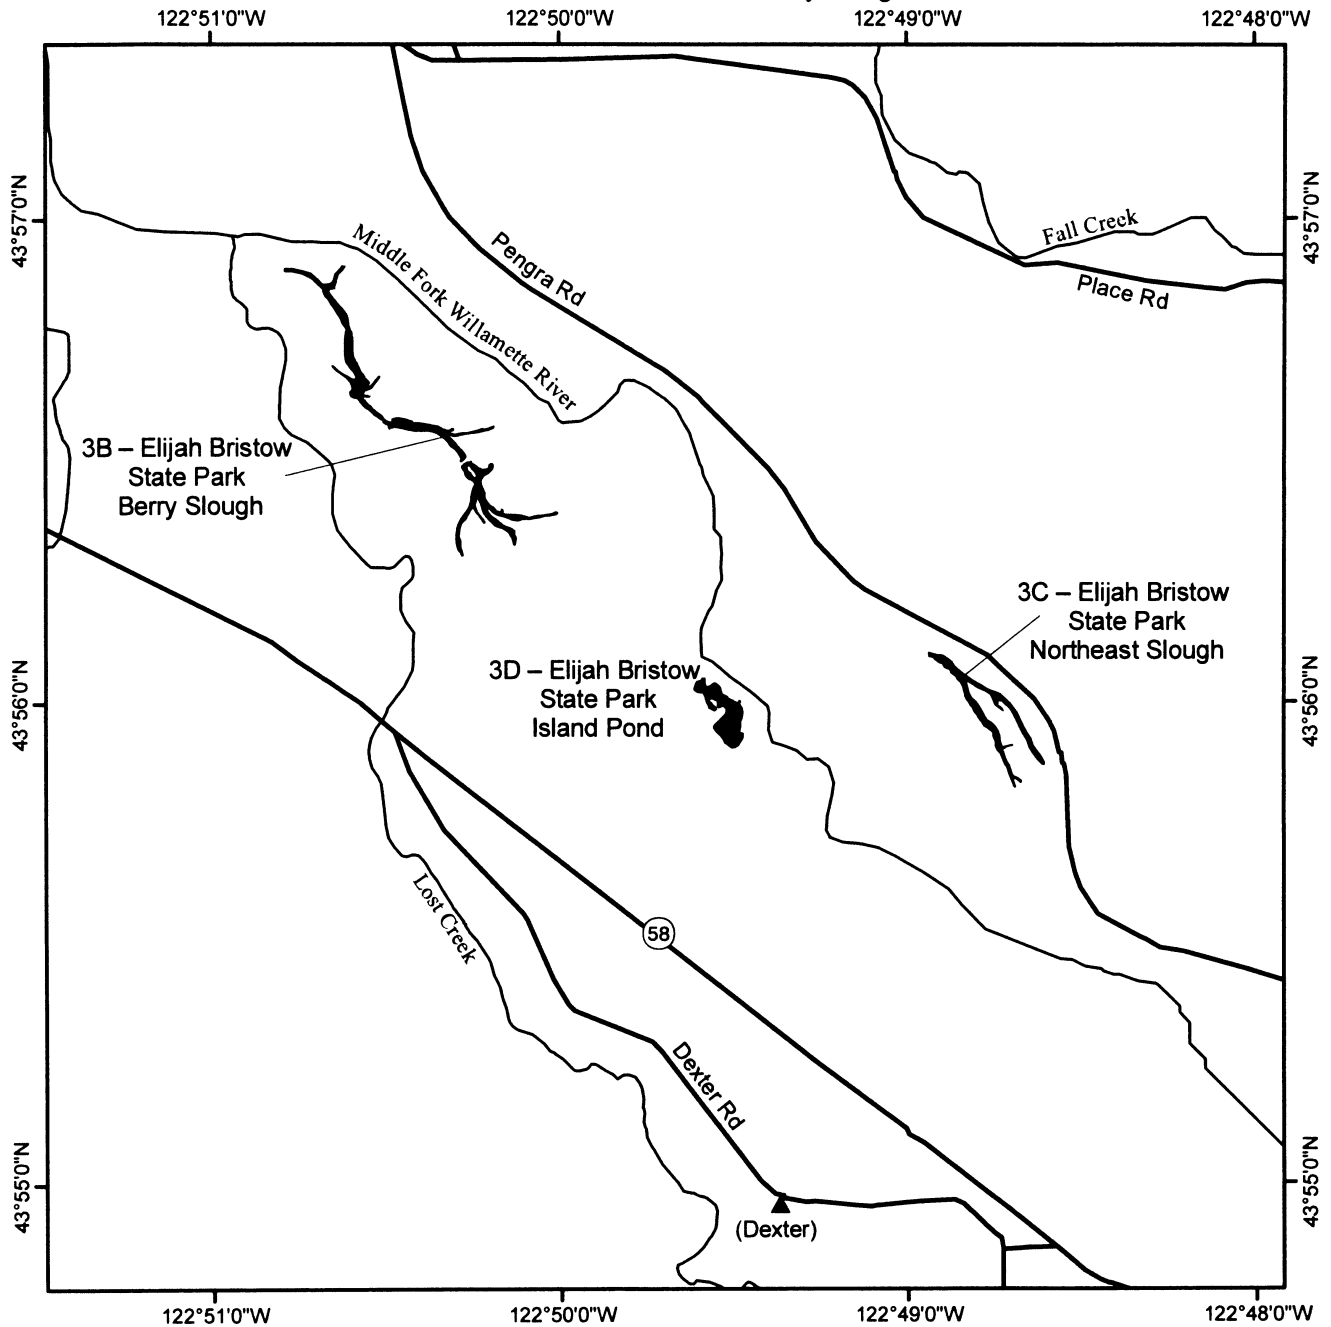 122°51'0"W
122°50'0"W
122°49'0"W
122°48'0"W
43°57'0"N
43°57'0"N
Fall Creek
Place Rd
Pengra Rd
Middle Fork Willamette River
3B – Elijah Bristow
State Park
Berry Slough
3C – Elijah Bristow
State Park
Northeast Slough
3D – Elijah Bristow
State Park
Island Pond
43°56'0"N
43°56'0"N
Lost Creek
58
Dexter Rd
43°55'0"N
43°55'0"N
(Dexter)
122°51'0"W
122°50'0"W
122°49'0"W
122°48'0"W